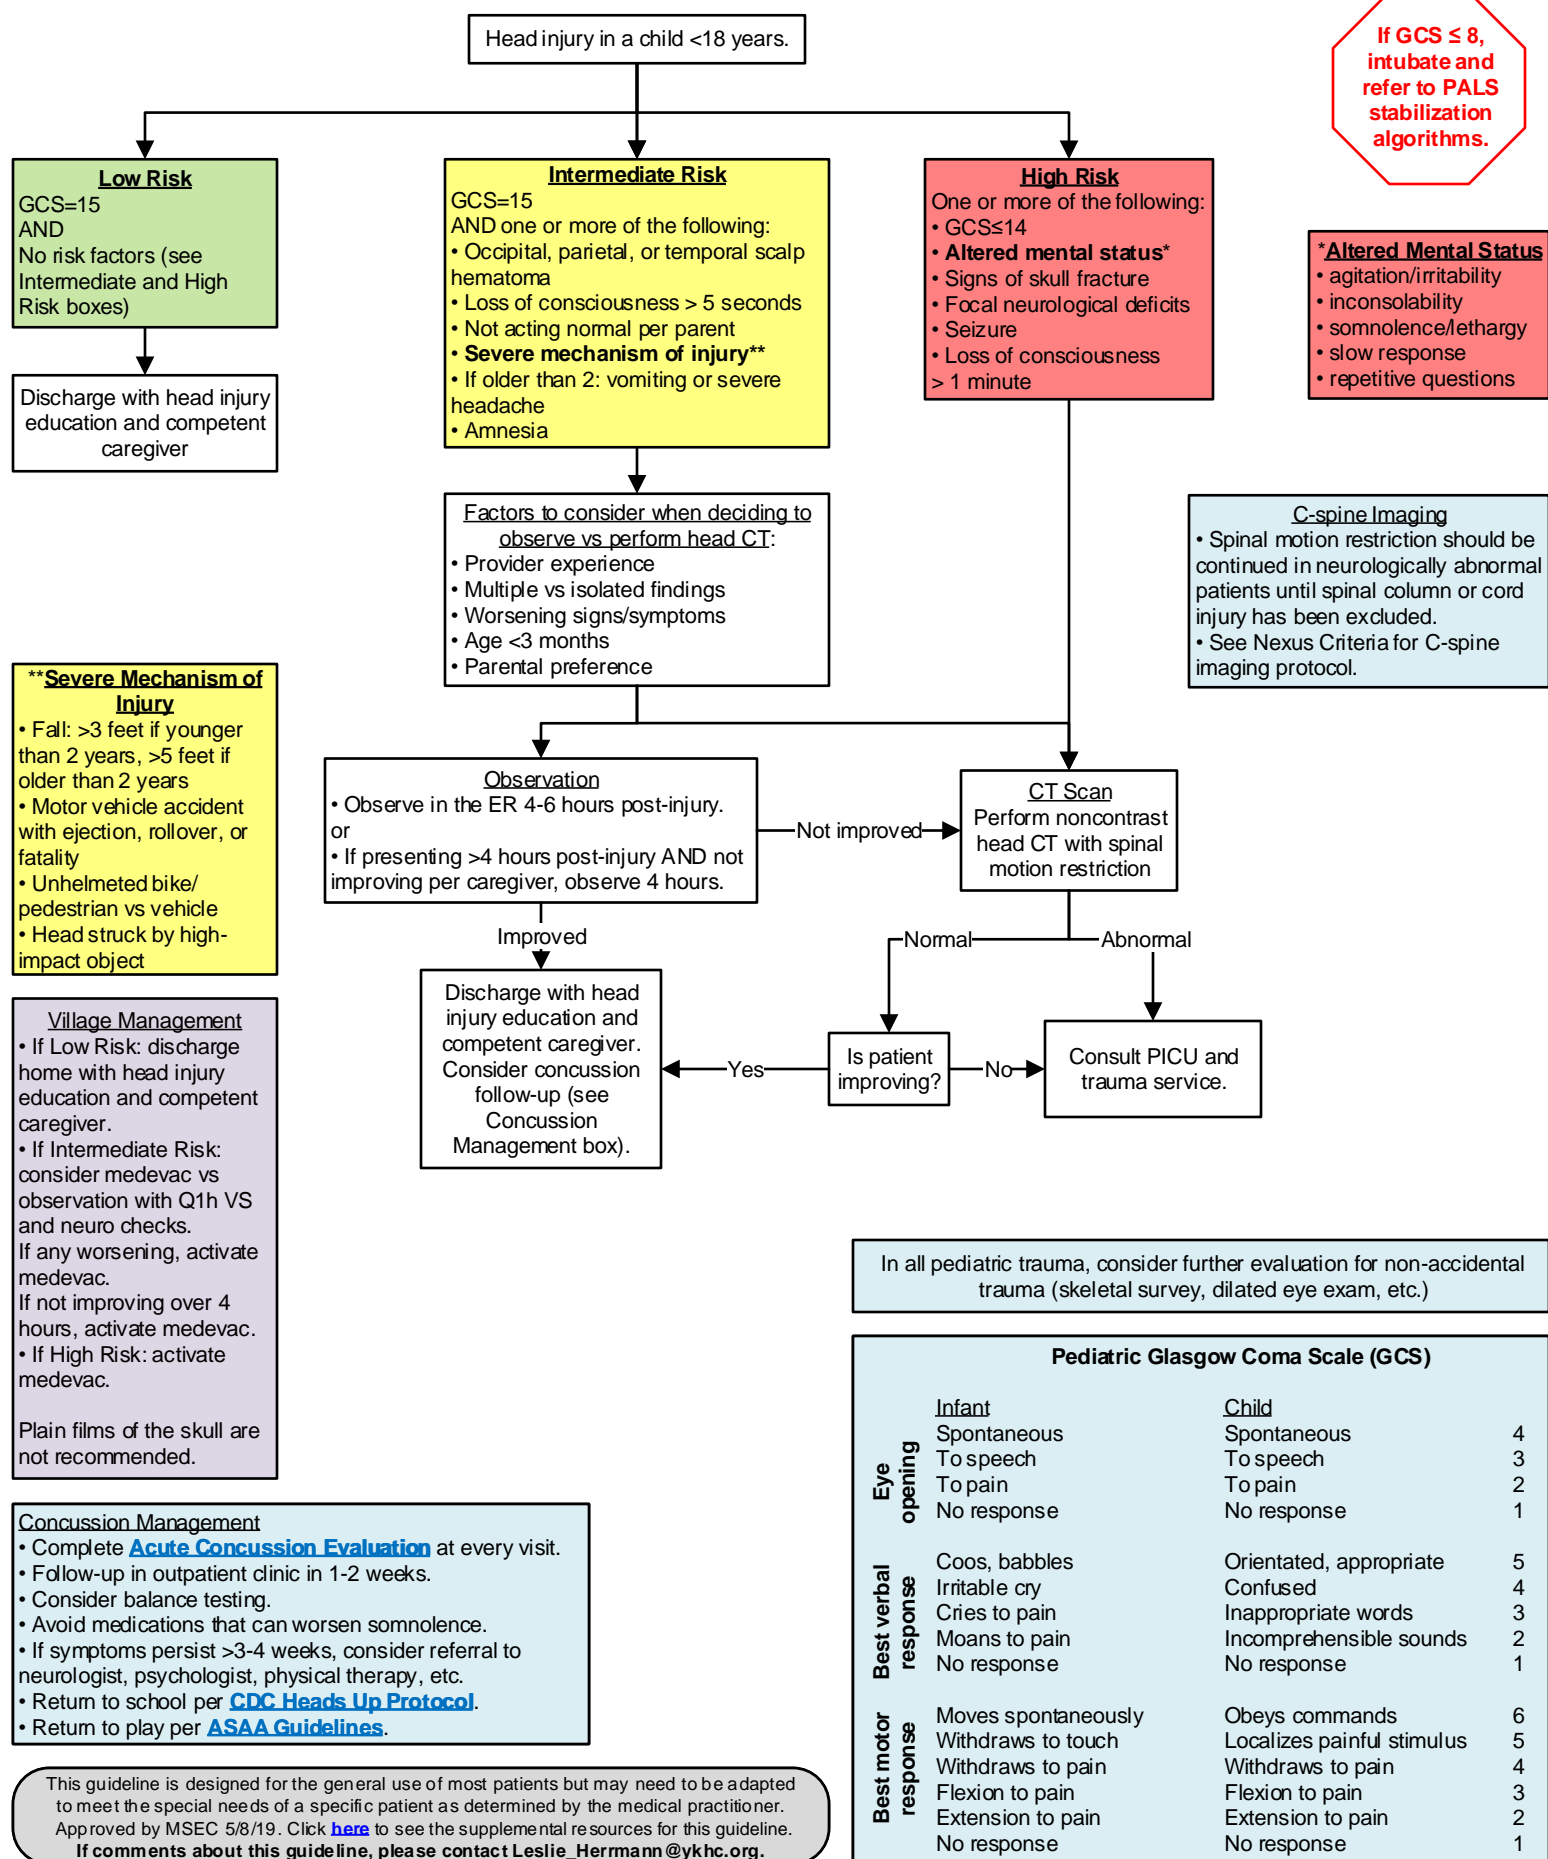 Head injury in a child <18 years.
If GCS ≤ 8,
intubate and
refer to PALS
stabilization
algorithms.
Low Risk
GCS=15
AND
No risk factors (see
Intermediate and High
Risk boxes)
Discharge with head injury
education and competent
caregiver
Intermediate Risk
GCS=15
AND one or more of the following:
• Occipital, parietal, or temporal scalp
hematoma
• Loss of consciousness > 5 seconds
• Not acting normal per parent
• Severe mechanism of injury**
• If older than 2: vomiting or severe
headache
• Amnesia
High Risk
One or more of the following:
• GCS≤14
• Altered mental status*
• Signs of skull fracture
• Focal neurological deficits
• Seizure
• Loss of consciousness
> 1 minute
*Altered Mental Status
• agitation/irritability
• inconsolability
• somnolence/lethargy
• slow response
• repetitive questions
Factors to consider when deciding to
observe vs perform head CT:
• Provider experience
• Multiple vs isolated findings
• Worsening signs/symptoms
• Age <3 months
• Parental preference
C-spine Imaging
• Spinal motion restriction should be
continued in neurologically abnormal
patients until spinal column or cord
injury has been excluded.
• See Nexus Criteria for C-spine
imaging protocol.
**Severe Mechanism of
Injury
• Fall: >3 feet if younger
than 2 years, >5 feet if
older than 2 years
• Motor vehicle accident
with ejection, rollover, or
fatality
• Unhelmeted bike/
pedestrian vs vehicle
• Head struck by high-
impact object
Observation
• Observe in the ER 4-6 hours post-injury.
or
• If presenting >4 hours post-injury AND not
improving per caregiver, observe 4 hours.
Not improved
CT Scan
Perform noncontrast
head CT with spinal
motion restriction
Improved
Normal
Abnormal
Discharge with head
injury education and
competent caregiver.
Consider concussion
follow-up (see
Concussion
Management box).
Yes
Is patient
improving?
No
Consult PICU and
trauma service.
Village Management
• If Low Risk: discharge
home with head injury
education and competent
caregiver.
• If Intermediate Risk:
consider medevac vs
observation with Q1h VS
and neuro checks.
If any worsening, activate
medevac.
If not improving over 4
hours, activate medevac.
• If High Risk: activate
medevac.
Plain films of the skull are
not recommended.
In all pediatric trauma, consider further evaluation for non-accidental
trauma (skeletal survey, dilated eye exam, etc.)
Concussion Management
• Complete Acute Concussion Evaluation at every visit.
• Follow-up in outpatient clinic in 1-2 weeks.
• Consider balance testing.
• Avoid medications that can worsen somnolence.
• If symptoms persist >3-4 weeks, consider referral to
neurologist, psychologist, physical therapy, etc.
• Return to school per CDC Heads Up Protocol.
• Return to play per ASAA Guidelines.
Pediatric Glasgow Coma Scale (GCS)
Infant Child
Eye
opening
Spontaneous Spontaneous 4
To speech To speech 3
To pain To pain 2
No response No response 1
Best verbal
response
Coos, babbles Orientated, appropriate 5
Irritable cry Confused 4
Cries to pain Inappropriate words 3
Moans to pain Incomprehensible sounds 2
No response No response 1
Best motor
response
Moves spontaneously Obeys commands 6
Withdraws to touch Localizes painful stimulus 5
Withdraws to pain Withdraws to pain 4
Flexion to pain Flexion to pain 3
Extension to pain Extension to pain 2
No response No response 1
This guideline is designed for the general use of most patients but may need to be adapted
to meet the special needs of a specific patient as determined by the medical practitioner.
Approved by MSEC 5/8/19. Click here to see the supplemental resources for this guideline.
If comments about this guideline, please contact Leslie_Herrmann@ykhc.org.